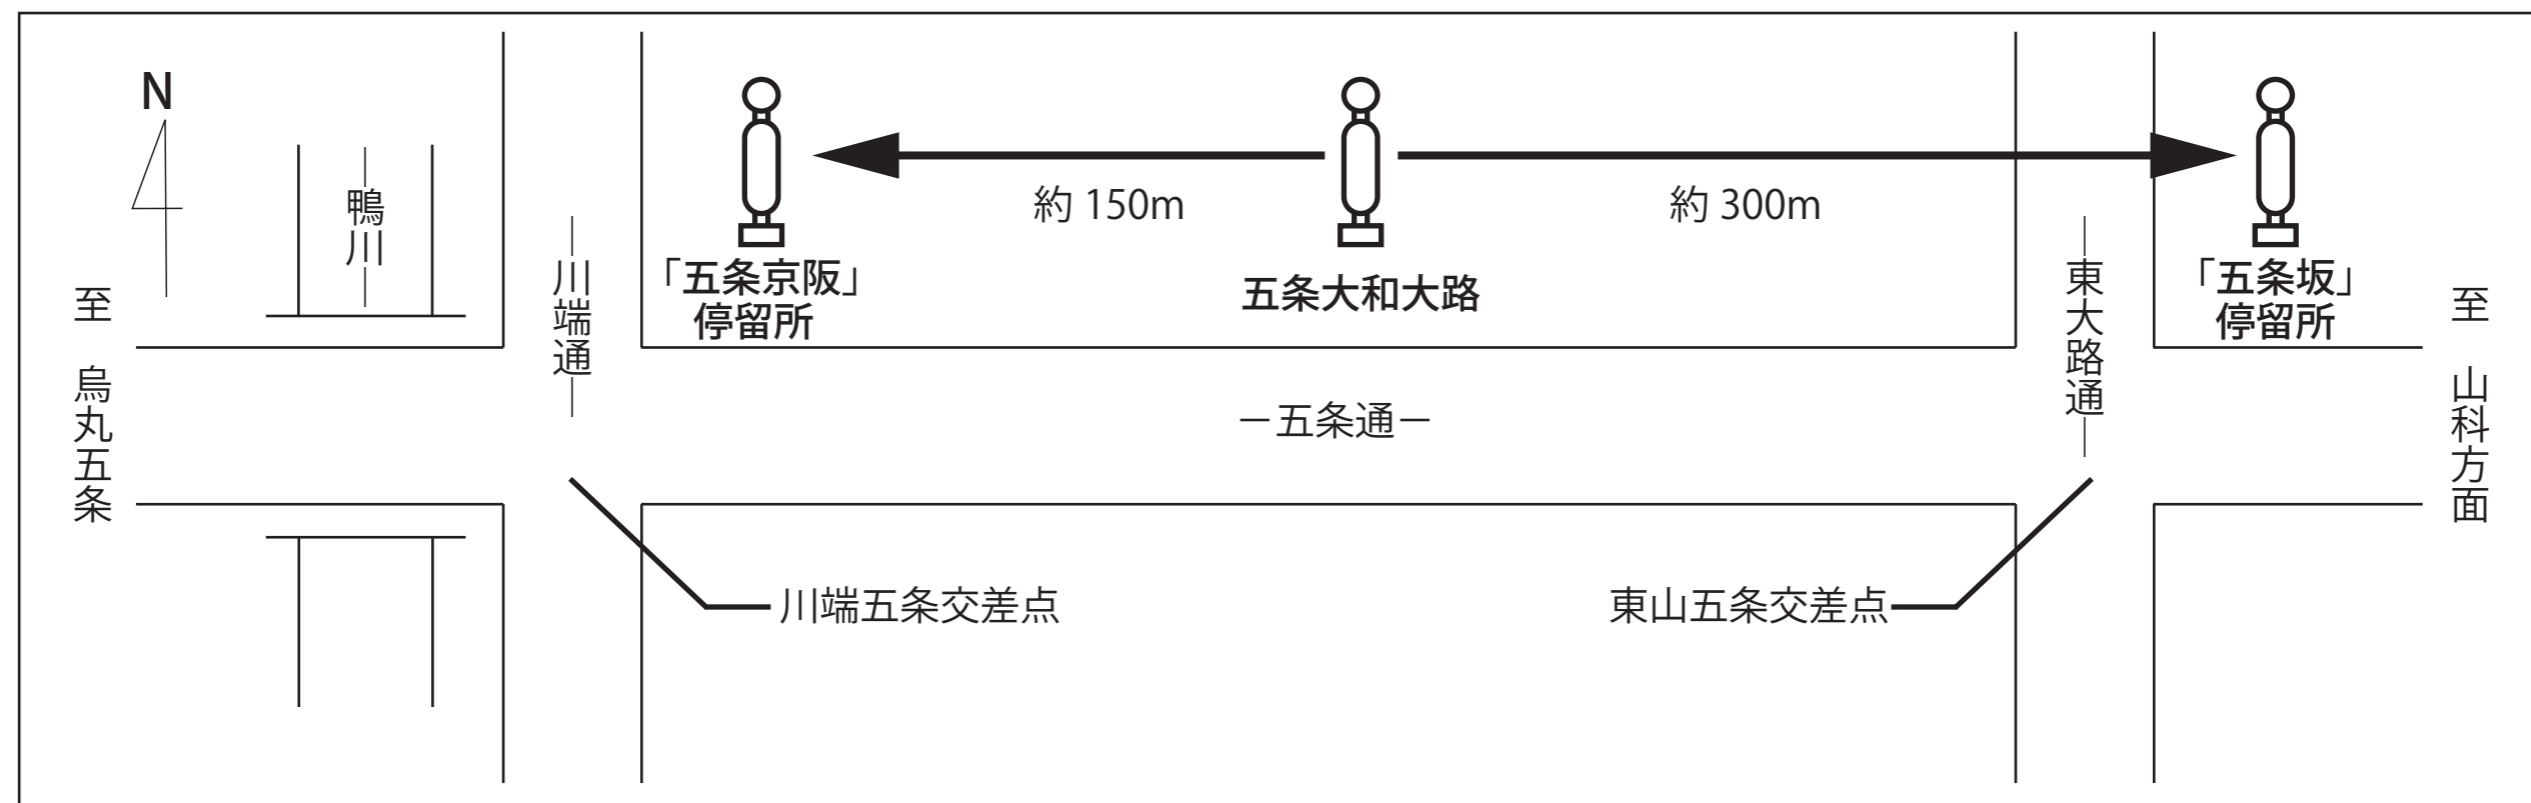 N
至 烏丸五条
―鴨川―
―川端通―
「五条京阪」
停留所
約 150m
五条大和大路
約 300m
―東大路通―
「五条坂」
停留所
至 山科方面
－五条通－
川端五条交差点
東山五条交差点